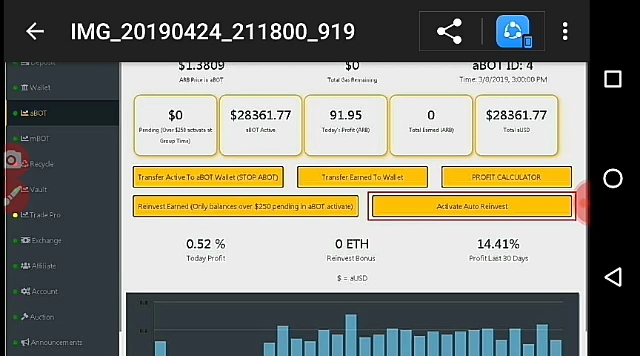 IMG_20190424_211800_919
Deposit
$1.3809
$0
aBOT ID: 4
ARB Price in aBOT
Total Gas Remaining
Time: 3/8/2019, 3:00:00 PM
Wallet
aBOT
mBOT
Recycle
Vault
Trade Pro
Exchange
Affiliate
Account
Auction
Announcements
$0
Pending (Over $250 activate at
Group Time)
$28361.77
aBOT Active
91.95
Today's Profit (ARB)
0
Total Earned (ARB)
$28361.77
Total aUSD
Transfer Active To aBOT Wallet (STOP ABOT)
Transfer Earned To Wallet
PROFIT CALCULATOR
Reinvest Earned (Only balances over $250 pending in aBOT activate)
Activate Auto Reinvest
0.52 %
Today Profit
0 ETH
Reinvest Bonus
14.41%
Profit Last 30 Days
$ = aUSD